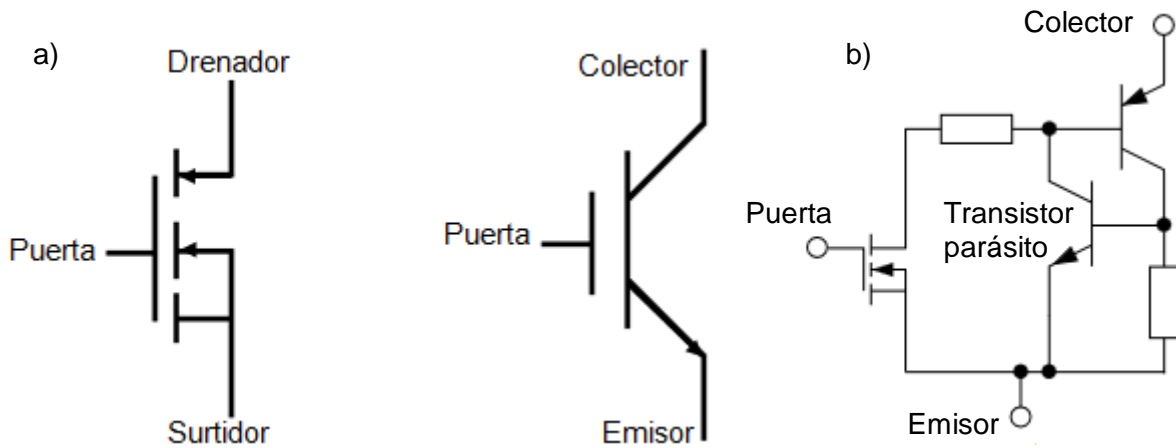 a)
Drenador
Puerta
Surtidor
Colector
Puerta
Emisor
b)
Colector
Puerta
Transistor
parásito
Emisor